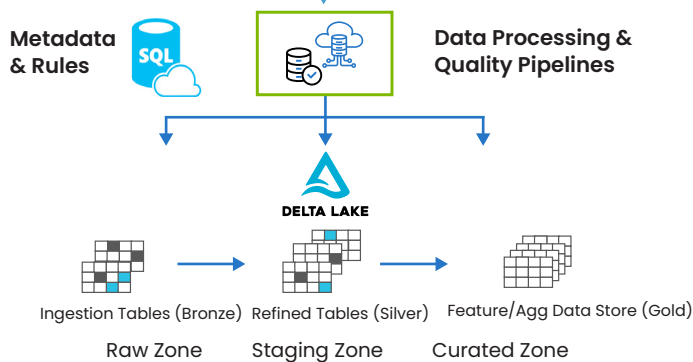 Metadata
& Rules
SQL
Data Processing &
Quality Pipelines
DELTA LAKE
Ingestion Tables (Bronze)
Refined Tables (Silver)
Feature/Agg Data Store (Gold)
Raw Zone
Staging Zone
Curated Zone